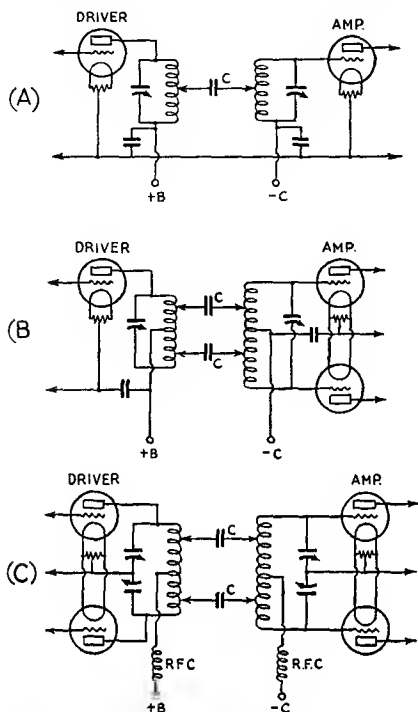 DRIVER AMP.
(A)
C
+B -C
DRIVER AMP.
(B)
C
C
+B -C
DRIVER AMP.
(C)
C
C
RFC R.F.C
+B -C